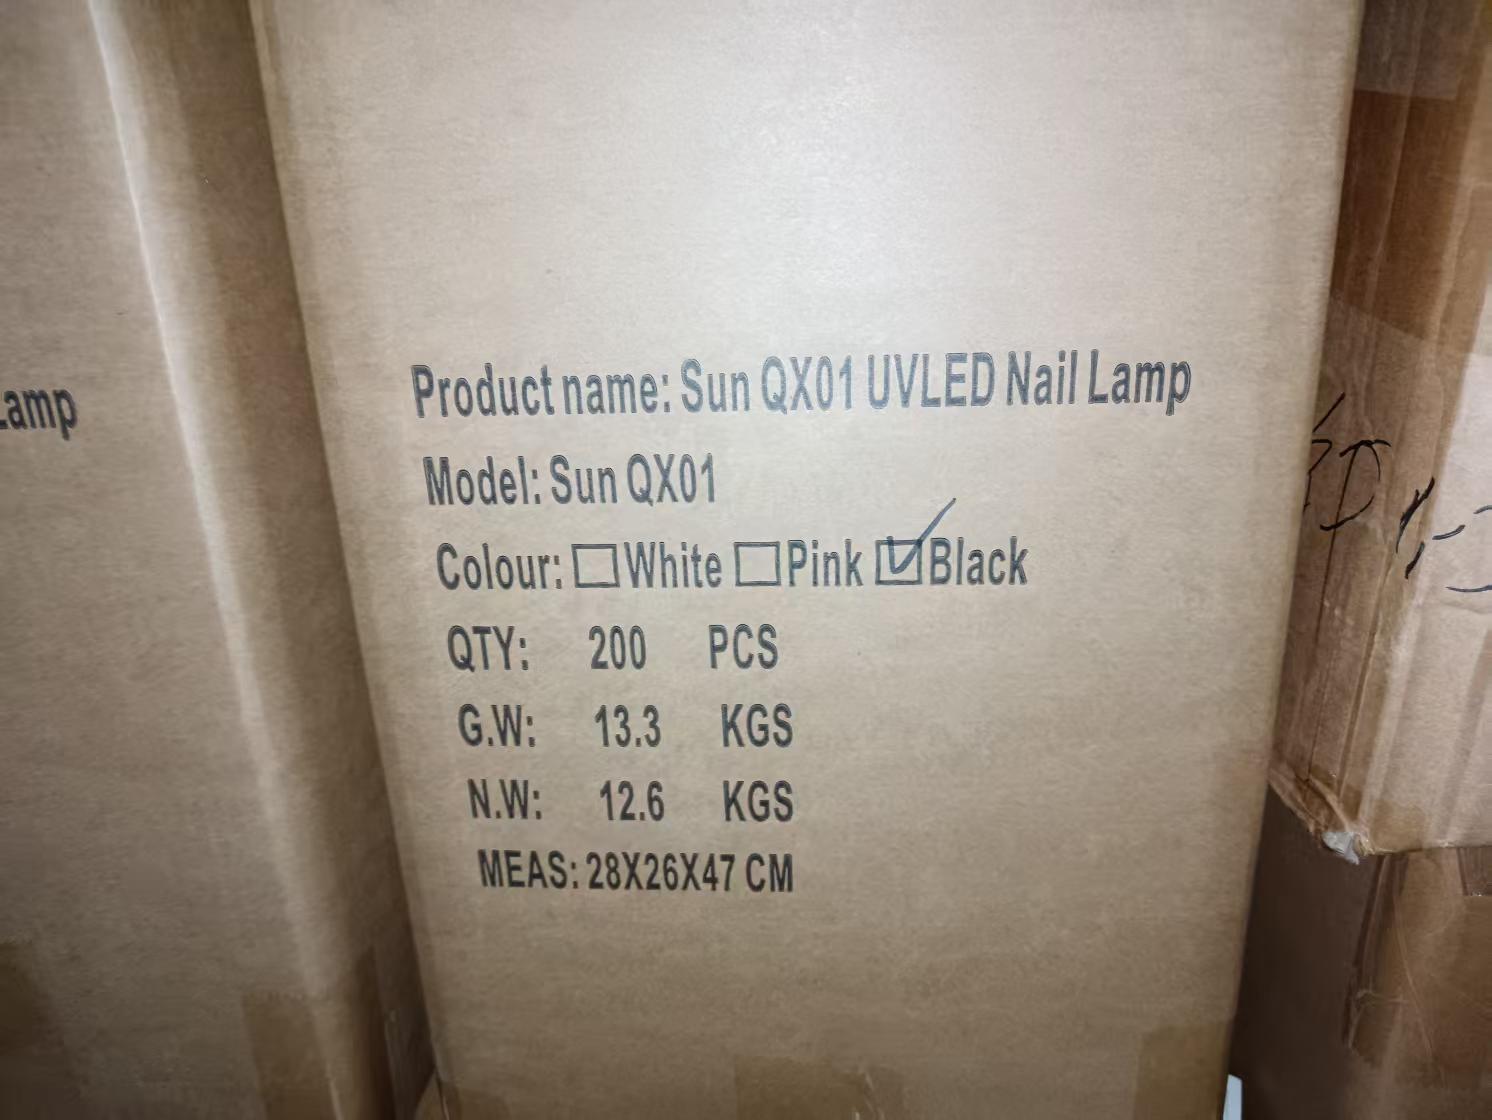 Lamp
Product name: Sun QX01 UVLED Nail Lamp
Model: Sun QX01
Colour: ☐White ☐Pink ☑Black
QTY: 200 PCS
G.W: 13.3 KGS
N.W: 12.6 KGS
MEAS: 28X26X47 CM